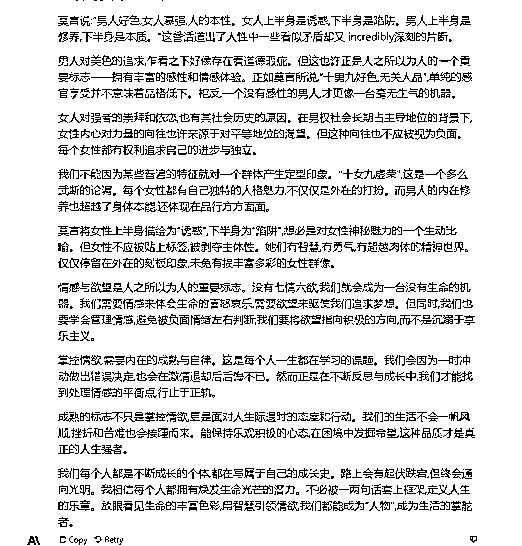 莫言说:"男人好色,女人慕强,人的本性。女人上半身是诱惑,下半身是陷阱。男人上半身是
修养,下半身是本质。"这番话道出了人性中一些看似矛盾却又 incredibly深刻的片断。
男人对美色的追求,乍看之下好像存在着道德瑕疵。但这也许正是人之所以为人的一个重
要标志——拥有丰富的感性和情感体验。正如莫言所说,"十男九好色,无关人品",单纯的感
官享受并不意味着品格低下。相反,一个没有感性的男人,才更像一台毫无生气的机器。
女人对强者的崇拜和依恋,也有其社会历史的原因。在男权社会长期占主导地位的背景下,
女性内心对力量的向往也许来源于对平等地位的渴望。但这种向往也不应被视为负面。
每个女性都有权利追求自己的进步与独立。
我们不能因为某些普遍的特征就对一个群体产生定型印象。"十女九虚荣",这是一个多么
武断的论调。每个女性都有自己独特的人格魅力,不仅仅是外在的打扮。而男人的内在修
养也超越了身体本能,还体现在品行方方面面。
莫言将女性上半身描绘为"诱惑",下半身为"陷阱",想必是对女性神秘魅力的一个生动比
喻。但女性不应被贴上标签,被剥夺主体性。她们有智慧,有勇气,有超越肉体的精神世界。
仅仅停留在外在的刻板印象,未免有损丰富多彩的女性群像。
情感与欲望是人之所以为人的重要标志。没有七情六欲,我们就会成为一台没有生命的机
器。我们需要情感来体会生命的喜怒哀乐,需要欲望来驱使我们追求梦想。但同时,我们也
要学会管理情感,避免被负面情绪左右判断;我们要将欲望指向积极的方向,而不是沉溺于享
乐主义。
掌控情欲,需要内在的成熟与自律。这是每个人一生都在学习的课题。我们会因为一时冲
动做出错误决定,也会在激情退却后后悔不已。然而正是在不断反思与成长中,我们才能找
到处理情感的平衡点,行止于正轨。
成熟的标志不只是掌控情欲,更是面对人生际遇时的态度和行动。我们的生活不会一帆风
顺,挫折和苦难也会接踵而来。能保持乐观积极的心态,在困境中发掘希望,这种品质才是真
正的人生强者。
我们每个人都是不断成长的个体,都在写属于自己的成长史。路上会有起伏跌宕,但终会通
向光明。我相信每个人都拥有焕发生命光芒的潜力。不必被一两句话套上框架,定义人生
的乐章。放眼看见生命的丰富色彩,用智慧引领情欲,我们都能成为"人物",成为生活的掌舵
者。
Copy Retry